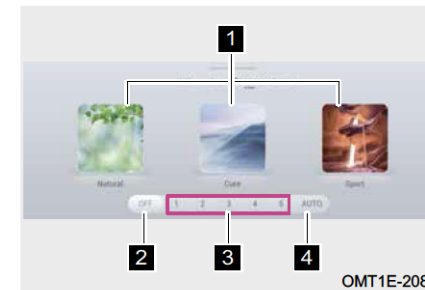 1
Natural
Cure
Sport
OFF 1 2 3 4 5 AUTO
2
3
4
OMT1E-208